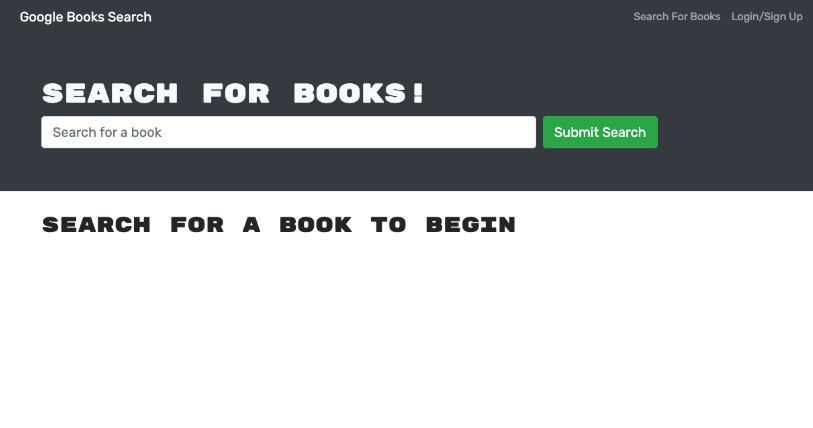 Google Books Search
Search For Books Login/Sign Up
SEARCH FOR BOOKS!
Search for a book
Submit Search
SEARCH FOR A BOOK TO BEGIN